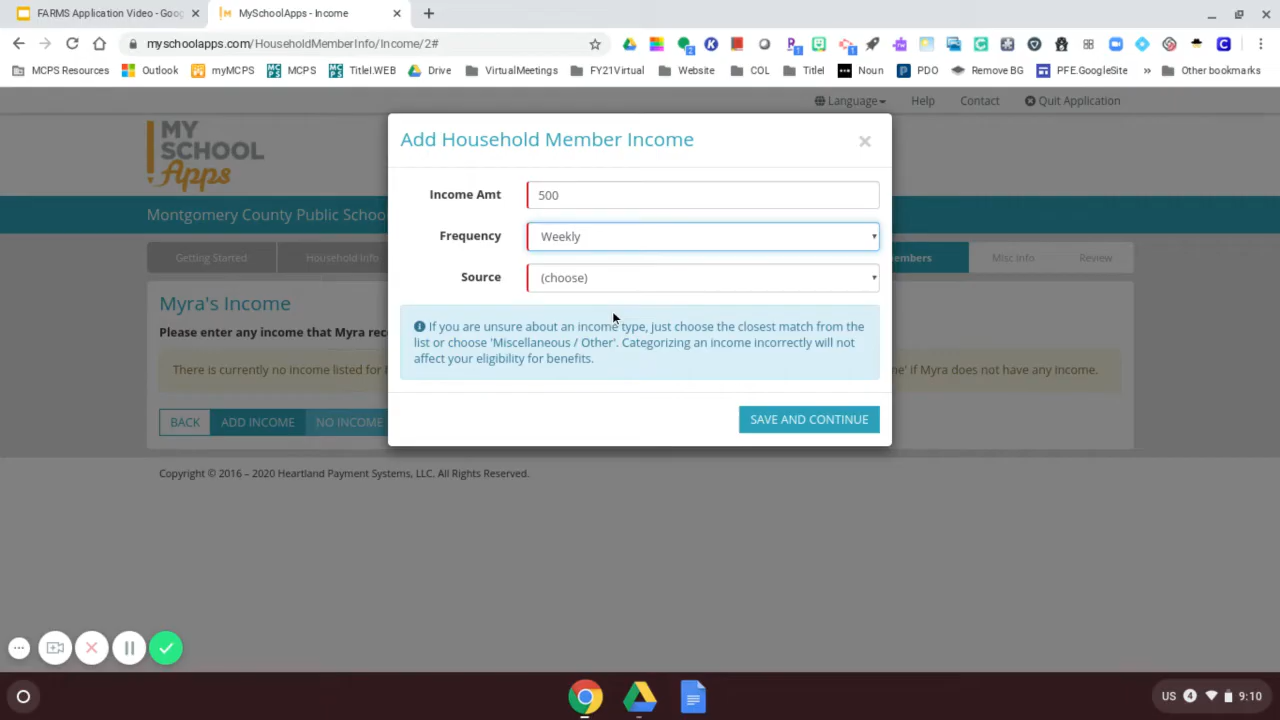 FARMS Application Video - Goog
MySchoolApps - Income
myschoolapps.com/HouseholdMemberInfo/Income/2#
MCPS Resources
Outlook
myMCPS
MCPS
TitleI.WEB
Drive
VirtualMeetings
FY21Virtual
Website
COL
TitleI
Noun
PDO
Remove BG
PFE.GoogleSite
»
Other bookmarks
Language
Help
Contact
Quit Application
MY
SCHOOL
Apps
Montgomery County Public Schoo
Getting Started
Household Info
embers
Misc Info
Review
Add Household Member Income
Income Amt
500
Frequency
Weekly
Source
(choose)
If you are unsure about an income type, just choose the closest match from the
list or choose 'Miscellaneous / Other'. Categorizing an income incorrectly will not
affect your eligibility for benefits.
SAVE AND CONTINUE
Myra's Income
Please enter any income that Myra rec
There is currently no income listed for
me' if Myra does not have any income.
BACK
ADD INCOME
NO INCOME
Copyright © 2016 – 2020 Heartland Payment Systems, LLC. All Rights Reserved.
US
4
9:10